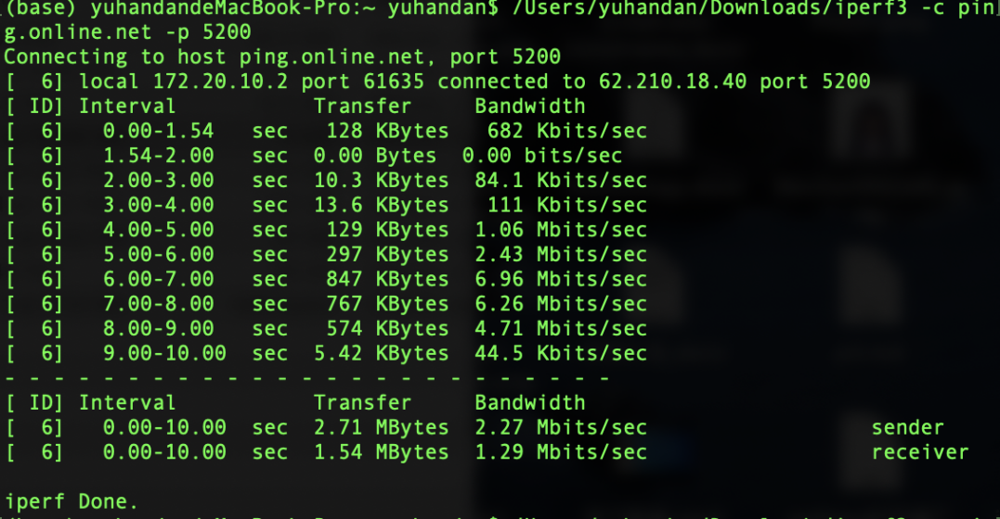 (base) yuhandandeMacBook-Pro:~ yuhandan$ /Users/yuhandan/Downloads/iperf3 -c pin
g.online.net -p 5200
Connecting to host ping.online.net, port 5200
[  6] local 172.20.10.2 port 61635 connected to 62.210.18.40 port 5200
[ ID] Interval           Transfer     Bandwidth
[  6]   0.00-1.54   sec   128 KBytes   682 Kbits/sec
[  6]   1.54-2.00   sec  0.00 Bytes  0.00 bits/sec
[  6]   2.00-3.00   sec  10.3 KBytes  84.1 Kbits/sec
[  6]   3.00-4.00   sec  13.6 KBytes   111 Kbits/sec
[  6]   4.00-5.00   sec   129 KBytes  1.06 Mbits/sec
[  6]   5.00-6.00   sec   297 KBytes  2.43 Mbits/sec
[  6]   6.00-7.00   sec   847 KBytes  6.96 Mbits/sec
[  6]   7.00-8.00   sec   767 KBytes  6.26 Mbits/sec
[  6]   8.00-9.00   sec   574 KBytes  4.71 Mbits/sec
[  6]   9.00-10.00  sec  5.42 KBytes  44.5 Kbits/sec
- - - - - - - - - - - - - - - - - - - - - - - - -
[ ID] Interval           Transfer     Bandwidth
[  6]   0.00-10.00  sec  2.71 MBytes  2.27 Mbits/sec                  sender
[  6]   0.00-10.00  sec  1.54 MBytes  1.29 Mbits/sec                  receiver
iperf Done.